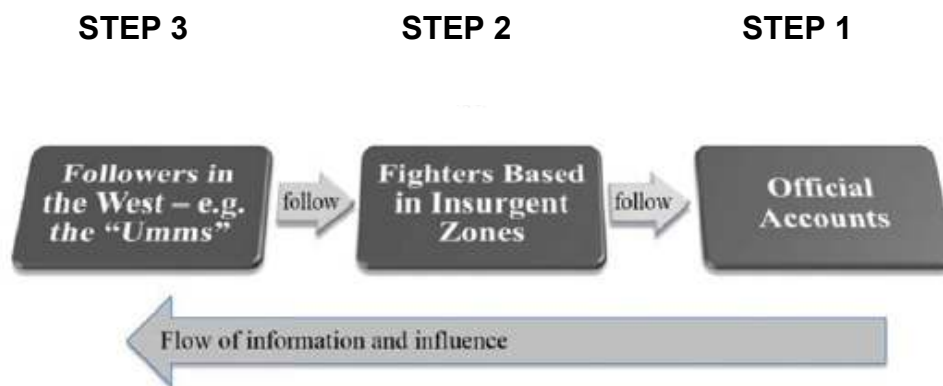 STEP 3
STEP 2
STEP 1
Followers in
the West – e.g.
the “Umms”
follow
Fighters Based
in Insurgent
Zones
follow
Official
Accounts
Flow of information and influence